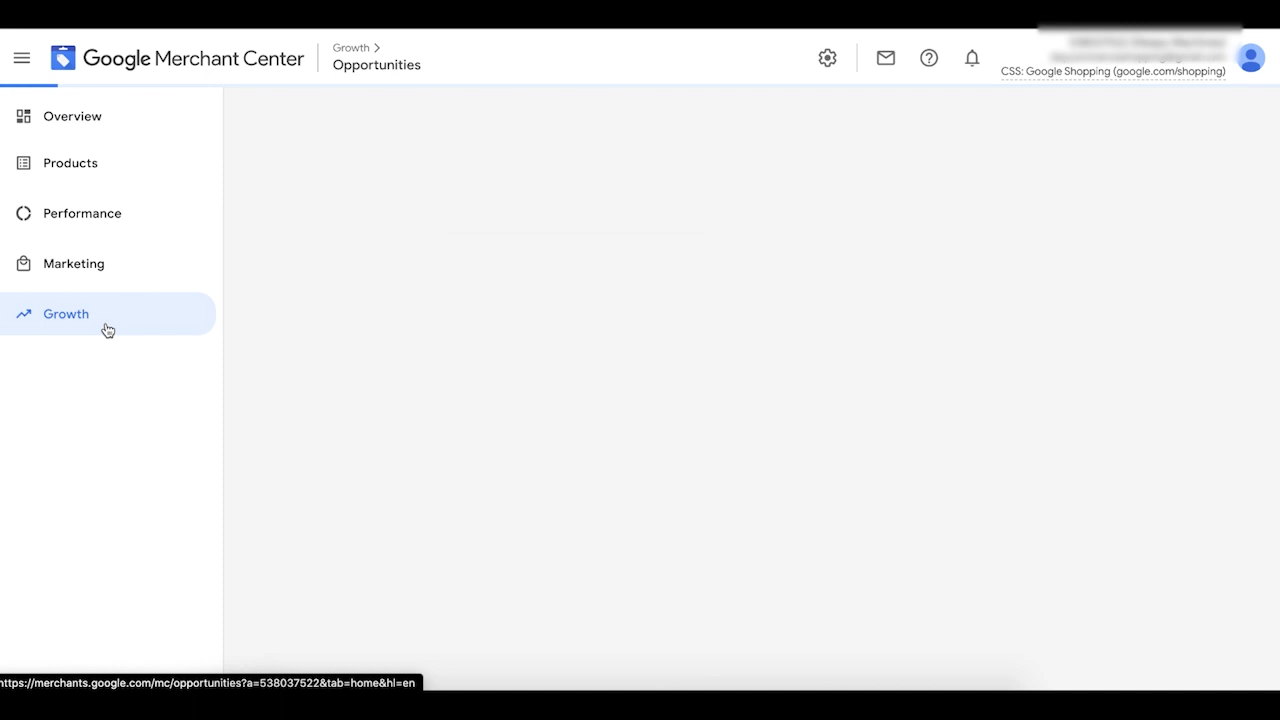 Google Merchant Center
Growth
Opportunities
CSS: Google Shopping (google.com/shopping)
Overview
Products
Performance
Marketing
Growth
https://merchants.google.com/mc/opportunities?a=538037522&tab=home&hl=en